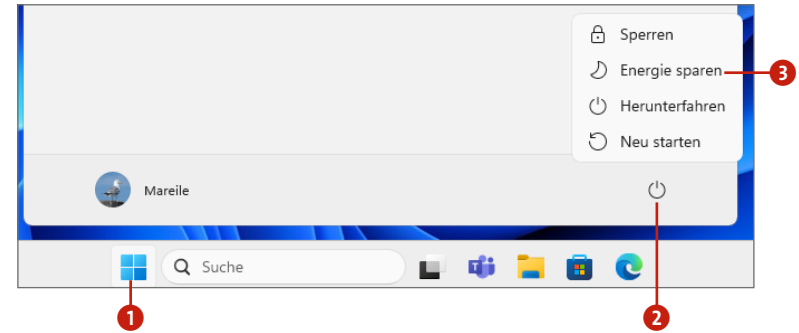 Sperren
Energie sparen
3
Herunterfahren
Neu starten
Mareile
Suche
1
2